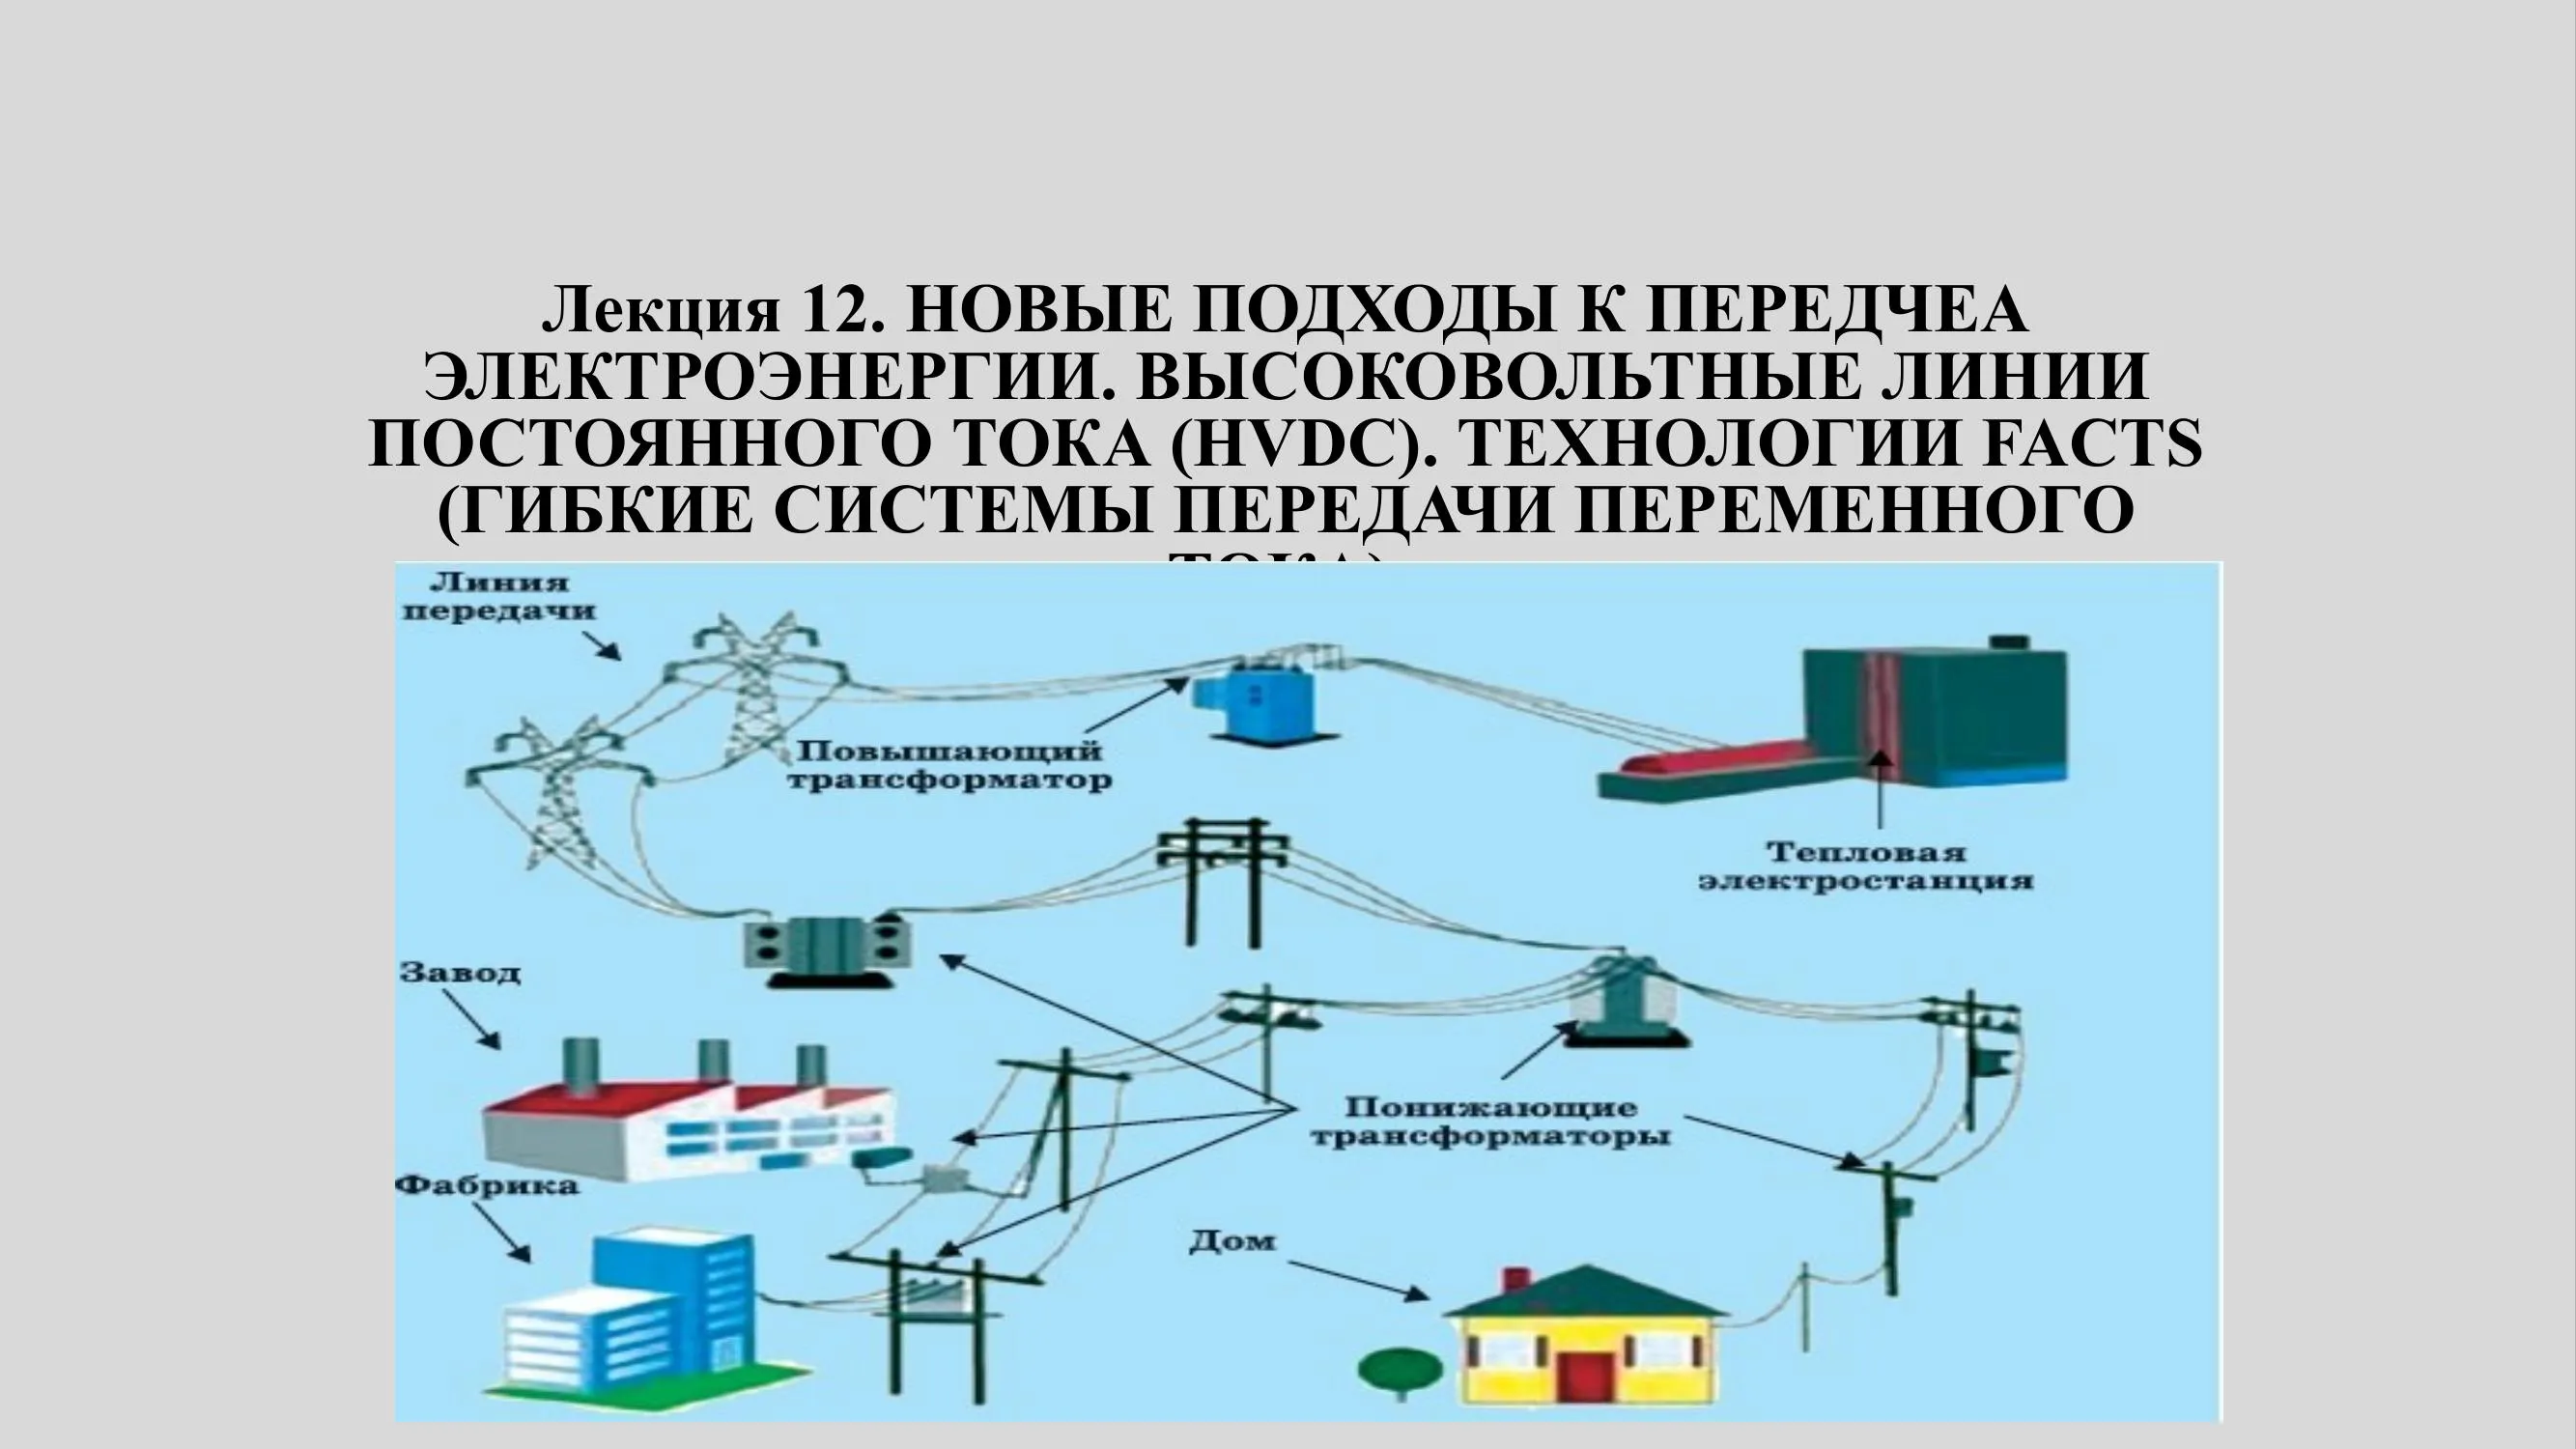 Лекция 12. НОВЫЕ ПОДХОДЫ К ПЕРЕДЧЕА
ЭЛЕКТРОЭНЕРГИИ. ВЫСОКОВОЛЬТНЫЕ ЛИНИИ
ПОСТОЯННОГО ТОКА (HVDC). ТЕХНОЛОГИИ FACTS
(ГИБКИЕ СИСТЕМЫ ПЕРЕДАЧИ ПЕРЕМЕННОГО
ТОКА)
Линия
передачи
Повышающий
трансформатор
Тепловая
электростанция
Завод
Понижающие
трансформаторы
Фабрика
Дом